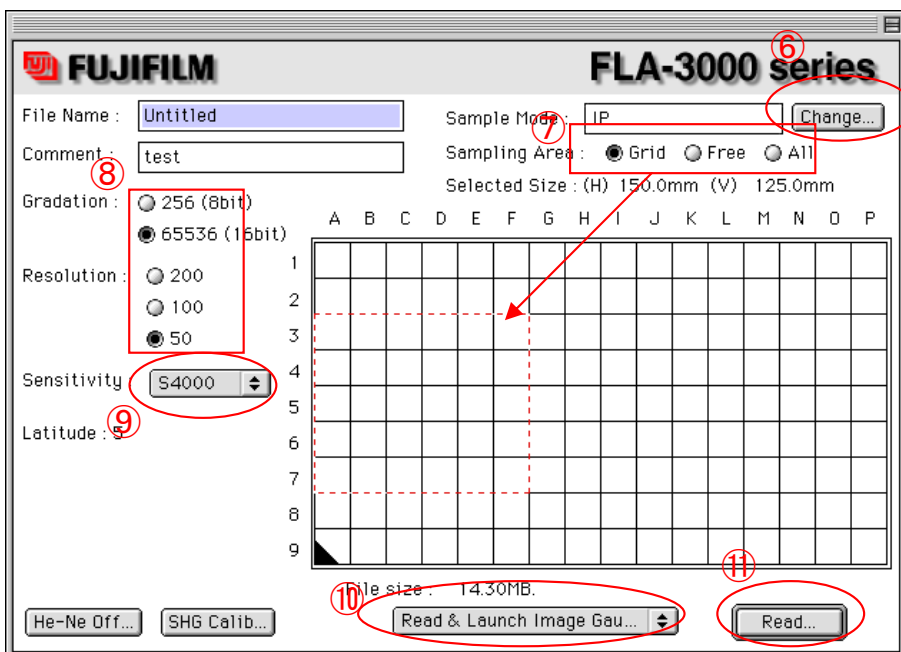 FUJI FUJIFILM
FLA-3000 series
⑥
File Name : Untitled
Sample Mode : IP
Change...
⑦
Comment : test
Sampling Area : Grid Free All
⑧
Selected Size : (H) 150.0mm (V) 125.0mm
Gradation : 256 (8bit)
65536 (16bit)
A B C D E F G H I J K L M N O P
1
Resolution : 200
2
100
3
50
4
Sensitivity : S4000
5
⑨
Latitude : 5
6
7
8
9
⑪
File size : 14.30MB.
⑩
He-Ne Off...
SHG Calib...
Read & Launch Image Gau...
Read...